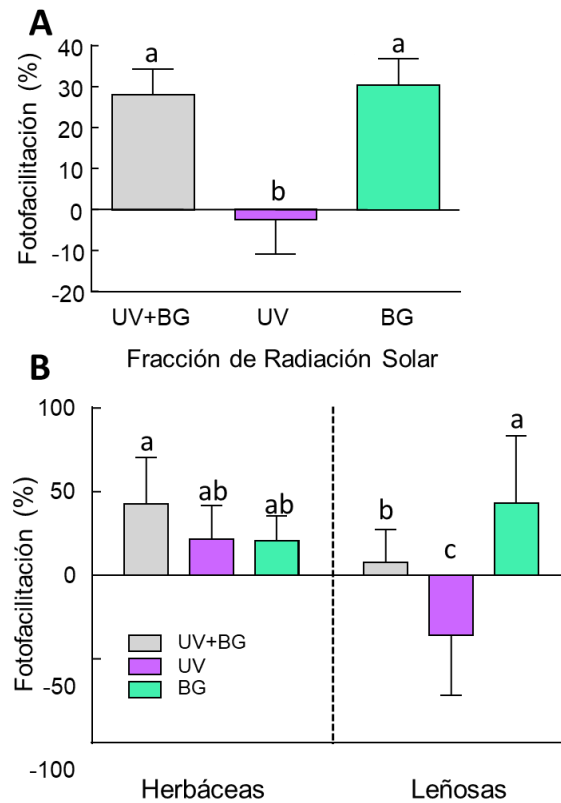 A
Fotofacilitación (%)
40
30
20
10
0
-10
-20
a
b
a
UV+BG
UV
BG
Fracción de Radiación Solar
B
Fotofacilitación (%)
100
50
0
-50
-100
a
ab
ab
b
c
a
UV+BG
UV
BG
Herbáceas
Leñosas